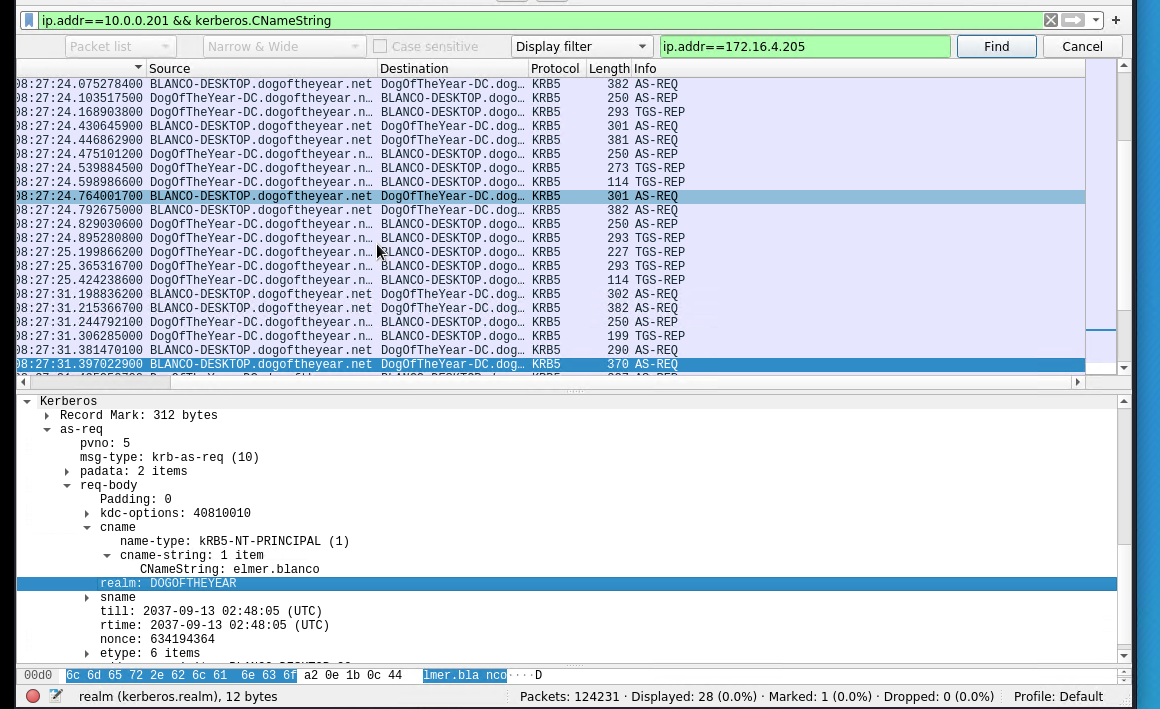 ip.addr==10.0.0.201 && kerberos.CNameString
Packet list Narrow & Wide Case sensitive Display filter ip.addr==172.16.4.205 Find Cancel
Source Destination Protocol Length Info
08:27:24.075278400 BLANCO-DESKTOP.dogoftheyear.net DogOfTheYear-DC.dog… KRB5 382 AS-REQ
08:27:24.103517500 DogOfTheYear-DC.dogoftheyear.n… BLANCO-DESKTOP.dogo… KRB5 250 AS-REP
08:27:24.168903800 DogOfTheYear-DC.dogoftheyear.n… BLANCO-DESKTOP.dogo… KRB5 293 TGS-REP
08:27:24.430645900 BLANCO-DESKTOP.dogoftheyear.net DogOfTheYear-DC.dog… KRB5 301 AS-REQ
08:27:24.446862900 BLANCO-DESKTOP.dogoftheyear.net DogOfTheYear-DC.dog… KRB5 381 AS-REQ
08:27:24.475101200 DogOfTheYear-DC.dogoftheyear.n… BLANCO-DESKTOP.dogo… KRB5 250 AS-REP
08:27:24.539884500 DogOfTheYear-DC.dogoftheyear.n… BLANCO-DESKTOP.dogo… KRB5 273 TGS-REP
08:27:24.598986600 DogOfTheYear-DC.dogoftheyear.n… BLANCO-DESKTOP.dogo… KRB5 114 TGS-REP
08:27:24.764001700 BLANCO-DESKTOP.dogoftheyear.net DogOfTheYear-DC.dog… KRB5 301 AS-REQ
08:27:24.792675000 BLANCO-DESKTOP.dogoftheyear.net DogOfTheYear-DC.dog… KRB5 382 AS-REQ
08:27:24.829030600 DogOfTheYear-DC.dogoftheyear.n… BLANCO-DESKTOP.dogo… KRB5 250 AS-REP
08:27:24.895280800 DogOfTheYear-DC.dogoftheyear.n… BLANCO-DESKTOP.dogo… KRB5 293 TGS-REP
08:27:25.199866200 DogOfTheYear-DC.dogoftheyear.n… BLANCO-DESKTOP.dogo… KRB5 227 TGS-REP
08:27:25.365316700 DogOfTheYear-DC.dogoftheyear.n… BLANCO-DESKTOP.dogo… KRB5 293 TGS-REP
08:27:25.424238600 DogOfTheYear-DC.dogoftheyear.n… BLANCO-DESKTOP.dogo… KRB5 114 TGS-REP
08:27:31.198836200 BLANCO-DESKTOP.dogoftheyear.net DogOfTheYear-DC.dog… KRB5 302 AS-REQ
08:27:31.215366700 BLANCO-DESKTOP.dogoftheyear.net DogOfTheYear-DC.dog… KRB5 382 AS-REQ
08:27:31.244792100 DogOfTheYear-DC.dogoftheyear.n… BLANCO-DESKTOP.dogo… KRB5 250 AS-REP
08:27:31.306285000 DogOfTheYear-DC.dogoftheyear.n… BLANCO-DESKTOP.dogo… KRB5 199 TGS-REP
08:27:31.381470100 BLANCO-DESKTOP.dogoftheyear.net DogOfTheYear-DC.dog… KRB5 290 AS-REQ
08:27:31.397022900 BLANCO-DESKTOP.dogoftheyear.net DogOfTheYear-DC.dog… KRB5 370 AS-REQ
Kerberos
Record Mark: 312 bytes
as-req
pvno: 5
msg-type: krb-as-req (10)
padata: 2 items
req-body
Padding: 0
kdc-options: 40810010
cname
name-type: kRB5-NT-PRINCIPAL (1)
cname-string: 1 item
CNameString: elmer.blanco
realm: DOGOFTHEYEAR
sname
till: 2037-09-13 02:48:05 (UTC)
rtime: 2037-09-13 02:48:05 (UTC)
nonce: 634194364
etype: 6 items
00d0 6c 6d 65 72 2e 62 6c 61 6e 63 6f a2 0e 1b 0c 44 lmer.bla nco····D
realm (kerberos.realm), 12 bytes Packets: 124231 · Displayed: 28 (0.0%) · Marked: 1 (0.0%) · Dropped: 0 (0.0%) Profile: Default